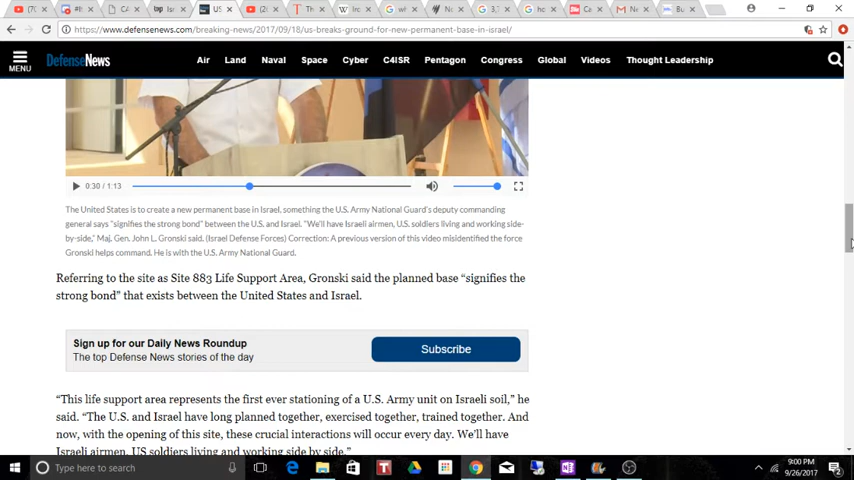 https://www.defensenews.com/breaking-news/2017/09/18/us-breaks-ground-for-new-permanent-base-in-israel/
MENU
DefenseNews
Air Land Naval Space Cyber C4ISR Pentagon Congress Global Videos Thought Leadership
0:30 / 1:13
The United States is to create a new permanent base in Israel, something the U.S. Army National Guard's deputy commanding
general says "signifies the strong bond" between the U.S. and Israel. "We'll have Israeli airmen, U.S. soldiers living and working side-
by-side," Maj. Gen. John L. Gronski said. (Israel Defense Forces) Correction: A previous version of this video misidentified the force
Gronski helps command. He is with the U.S. Army National Guard.
Referring to the site as Site 883 Life Support Area, Gronski said the planned base “signifies the
strong bond” that exists between the United States and Israel.
Sign up for our Daily News Roundup
The top Defense News stories of the day
Subscribe
“This life support area represents the first ever stationing of a U.S. Army unit on Israeli soil,” he
said. “The U.S. and Israel have long planned together, exercised together, trained together. And
now, with the opening of this site, these crucial interactions will occur every day. We’ll have
Israeli airmen, US soldiers living and working side by side.”
Type here to search
9:00 PM
9/26/2017